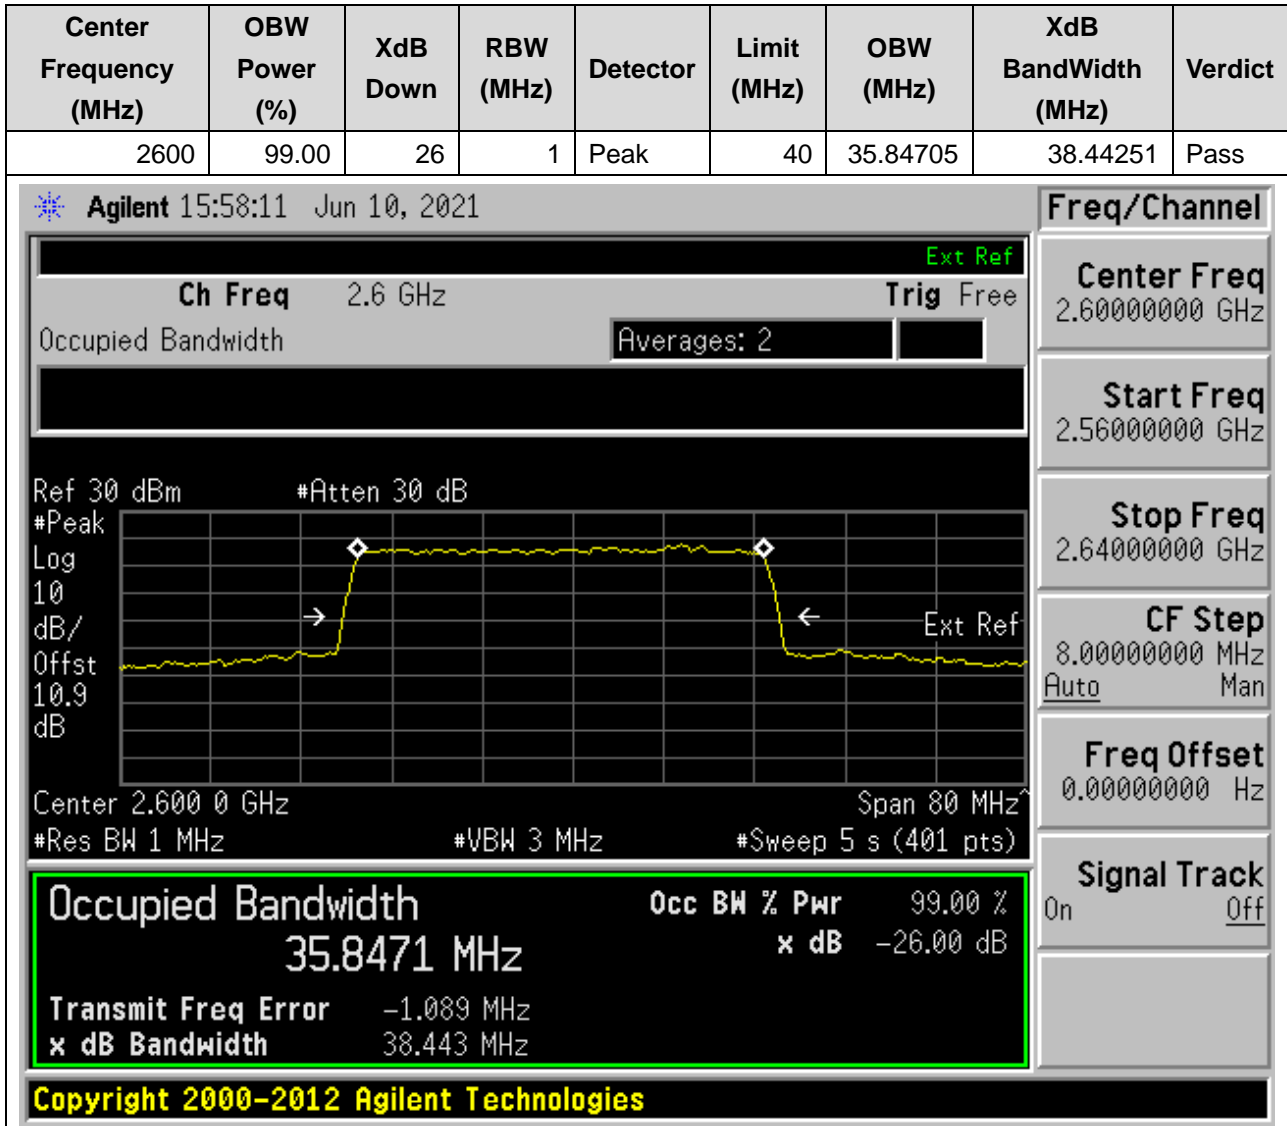 Center Frequency (MHz) OBW Power (%) XdB Down RBW (MHz) Detector Limit (MHz) OBW (MHz) XdB BandWidth (MHz) Verdict
2600 99.00 26 1 Peak 40 35.84705 38.44251 Pass
Agilent 15:58:11 Jun 10, 2021
Freq/Channel
Ext Ref
Ch Freq 2.6 GHz Trig Free
Occupied Bandwidth Averages: 2
Center Freq
2.60000000 GHz
Start Freq
2.56000000 GHz
Stop Freq
2.64000000 GHz
CF Step
8.00000000 MHz
Auto Man
Freq Offset
0.00000000 Hz
Signal Track
On Off
Ref 30 dBm #Atten 30 dB
#Peak
Log
10
dB/
Offst
10.9
dB
Ext Ref
Center 2.600 0 GHz Span 80 MHz^
#Res BW 1 MHz #VBW 3 MHz #Sweep 5 s (401 pts)
Occupied Bandwidth
35.8471 MHz
Occ BW % Pwr 99.00 %
x dB -26.00 dB
Transmit Freq Error -1.089 MHz
x dB Bandwidth 38.443 MHz
Copyright 2000-2012 Agilent Technologies